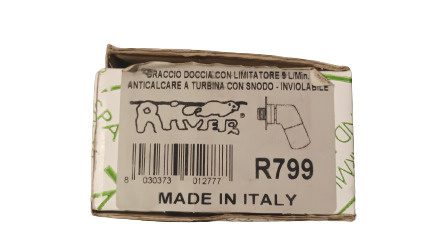 BRACCIO DOCCIA CON LIMITATORE 9 L/Min.
ANTICALCARE A TURBINA CON SNODO - INVIOLABILE
RIVER
®
R799
8 030373 012777
MADE IN ITALY
SPA